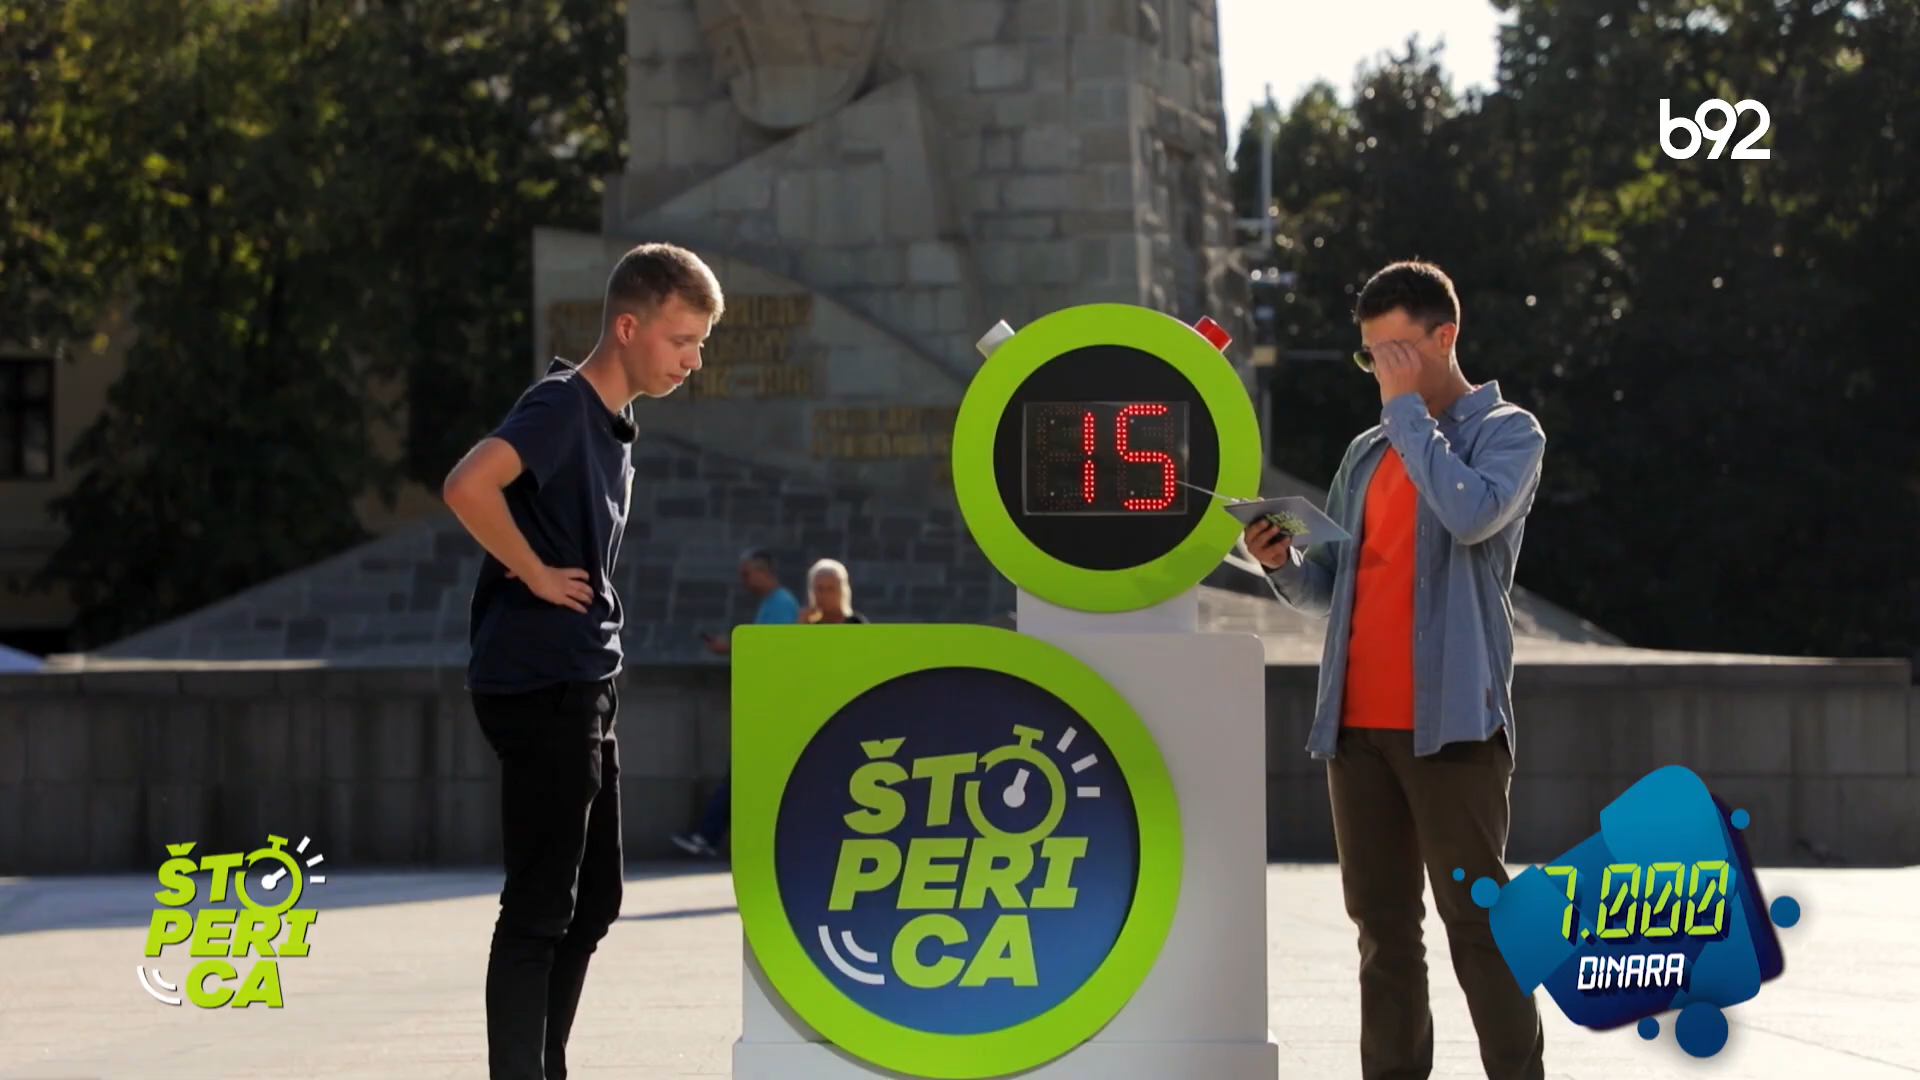 b92
15
ŠTO
PERI
CA
ŠTO
PERI
CA
7.000
DINARA